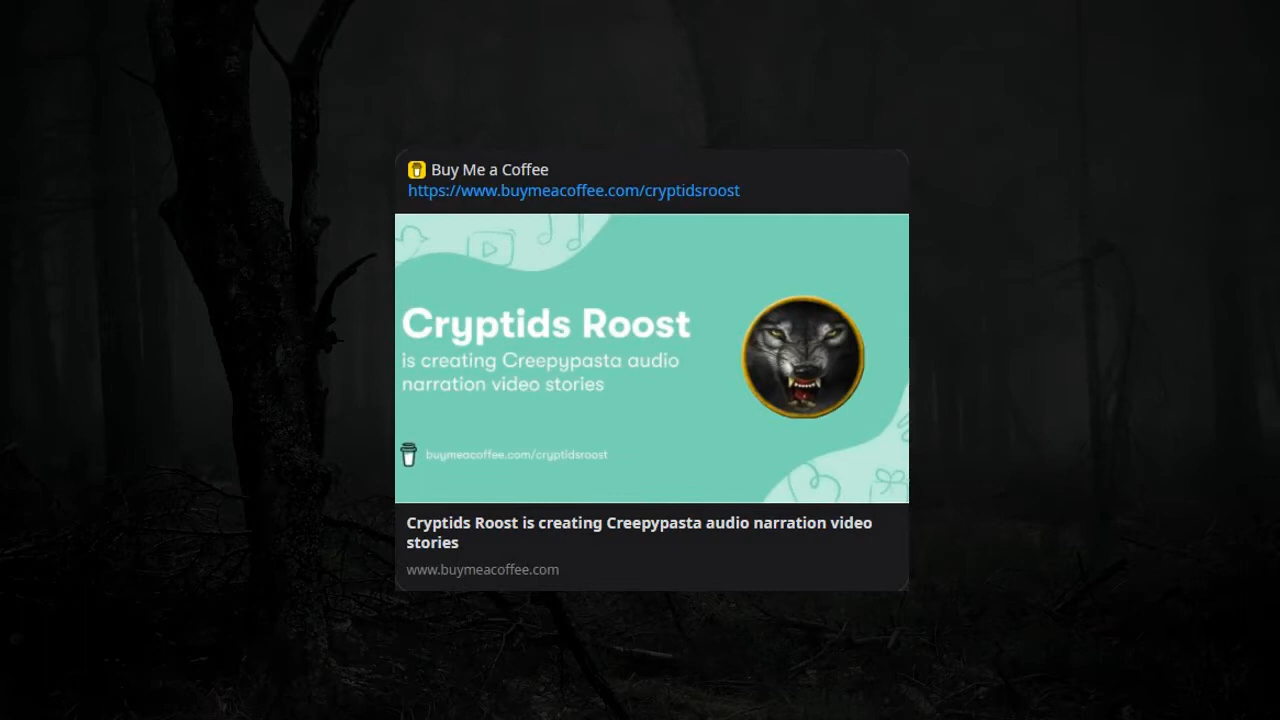 Buy Me a Coffee
https://www.buymeacoffee.com/cryptidsroost
Cryptids Roost
is creating Creepypasta audio
narration video stories
buymeacoffee.com/cryptidsroost
Cryptids Roost is creating Creepypasta audio narration video
stories
www.buymeacoffee.com